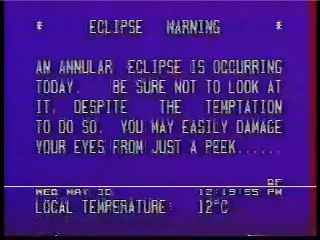 * ECLIPSE WARNING *
AN ANNULAR ECLIPSE IS OCCURRING
TODAY. BE SURE NOT TO LOOK AT
IT, DESPITE THE TEMPTATION
TO DO SO. YOU MAY EASILY DAMAGE
YOUR EYES FROM JUST A PEEK......
WED MAY 30 12:19:55 PM
LOCAL TEMPERATURE: 12°C